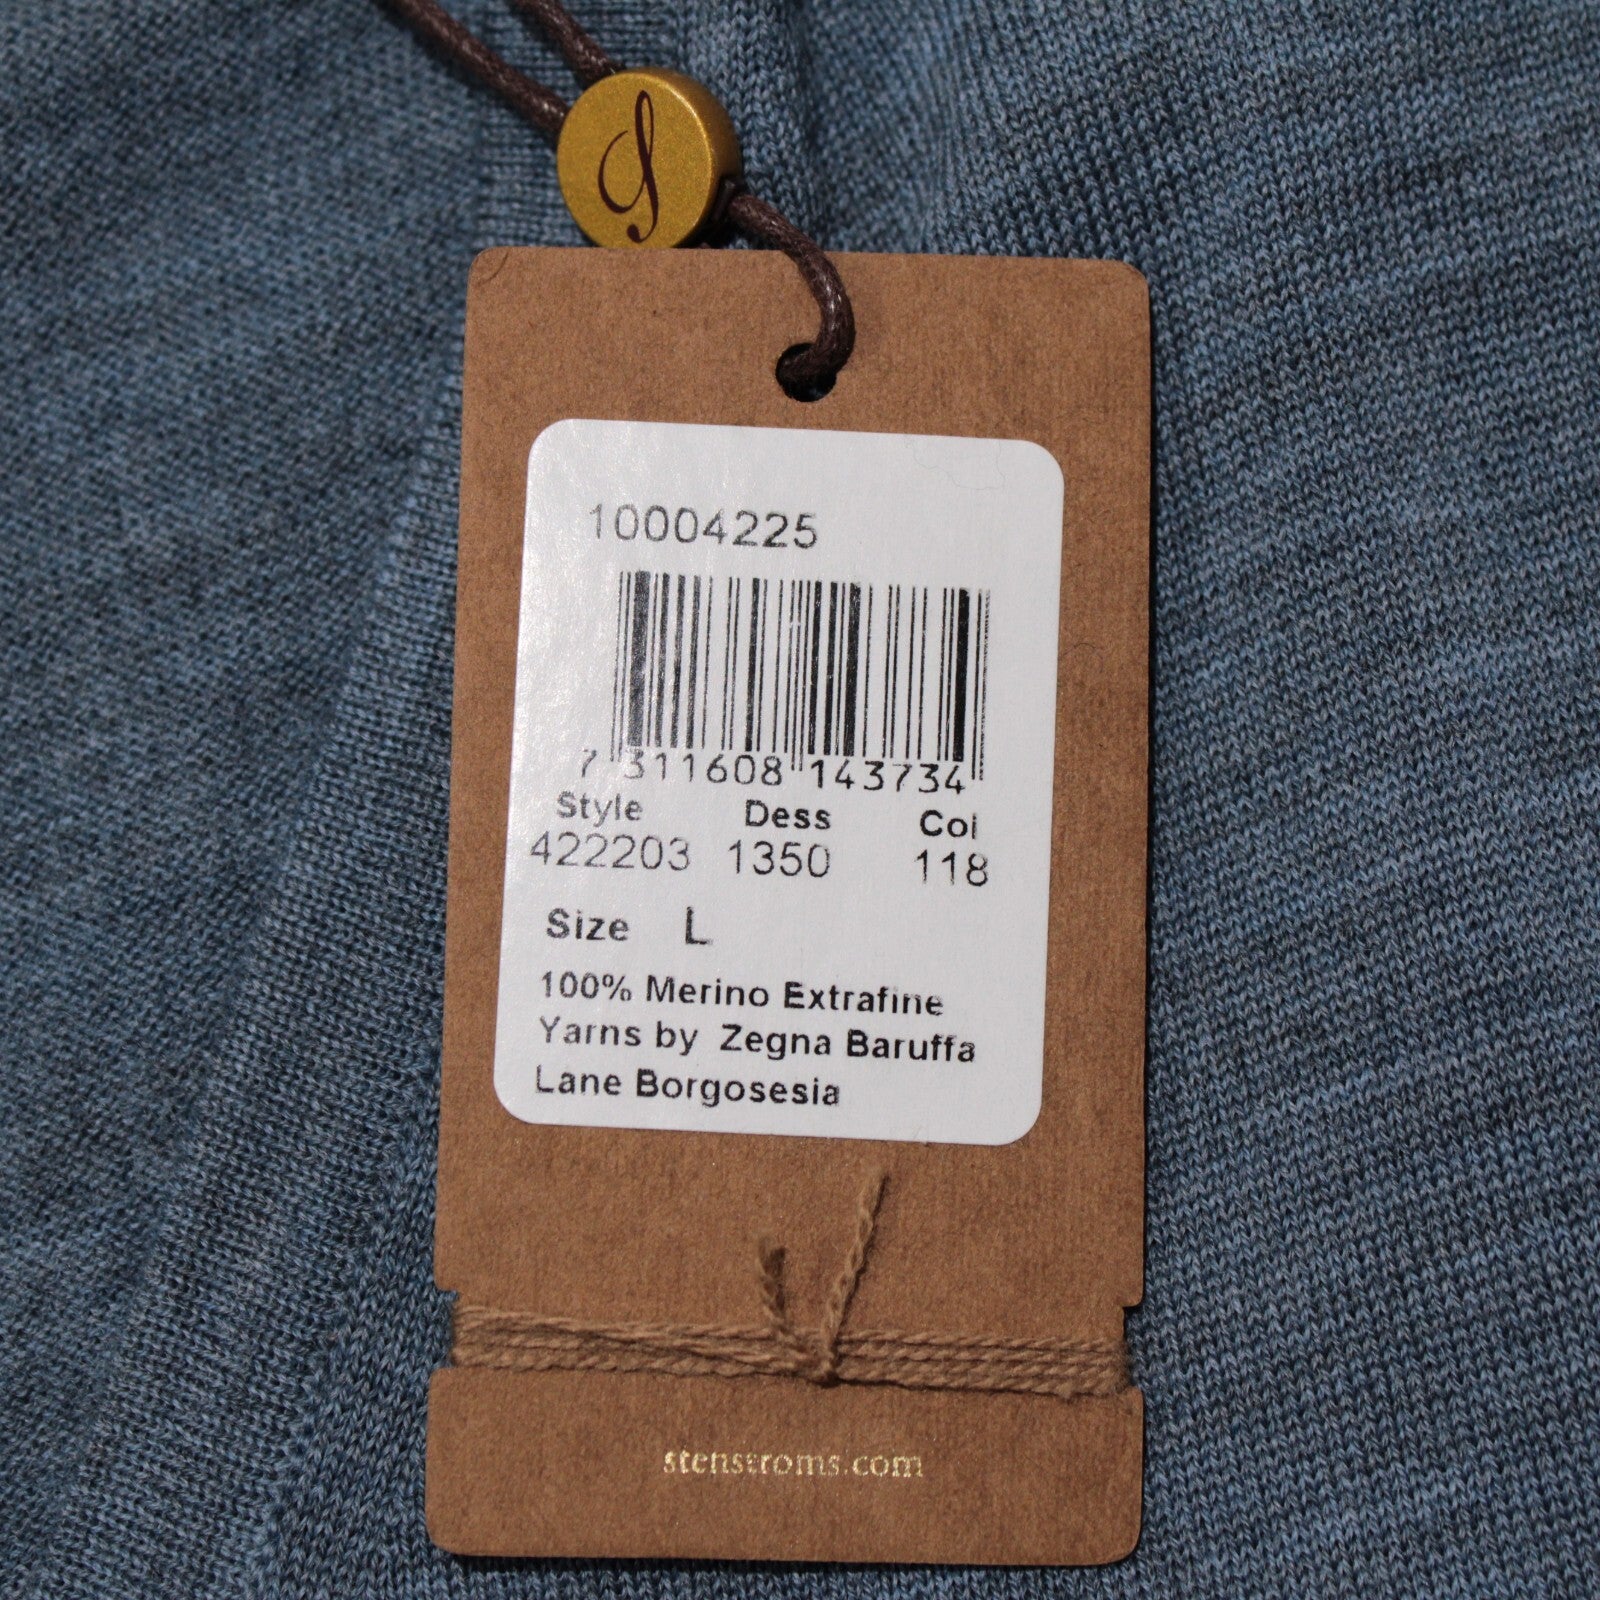 10004225
7 311608 143734
Style Dess Col
422203 1350 118
Size L
100% Merino Extrafine
Yarns by Zegna Baruffa
Lane Borgosesia
stenstroms.com